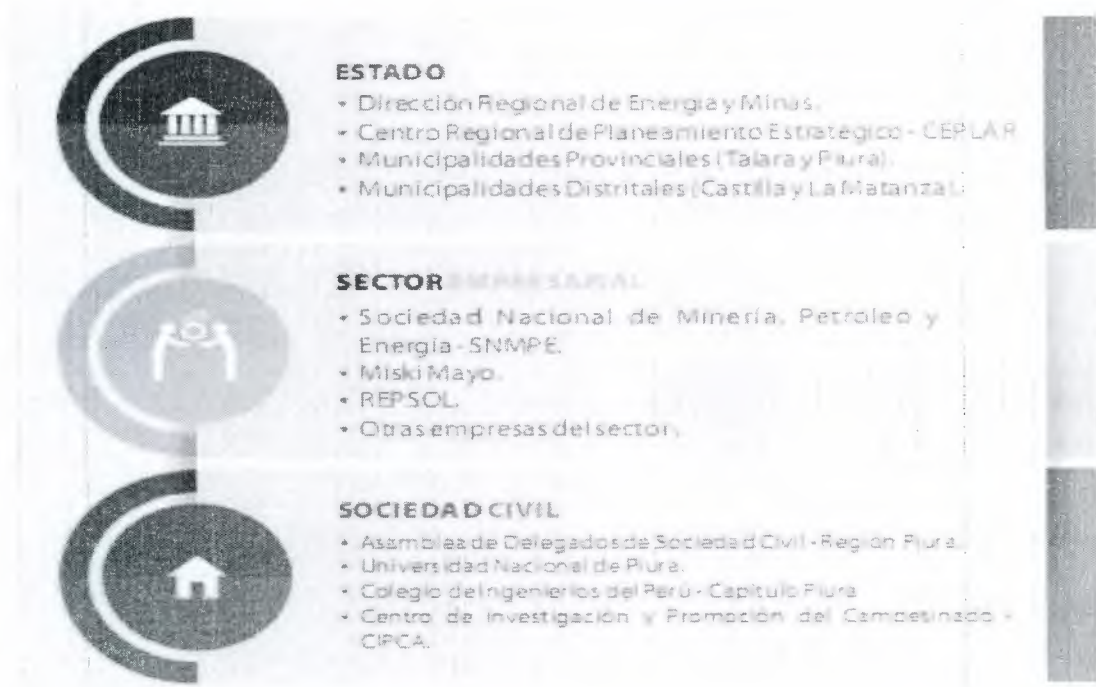 ESTADO
• Dirección Regional de Energía y Minas.
• Centro Regional de Planeamiento Estratégico - CEPLAR
• Municipalidades Provinciales (Talara y Piura).
• Municipalidades Distritales (Castilla y La Matanza).
SECTOR EMPRESARIAL
• Sociedad Nacional de Minería, Petroleo y
Energía - SNMPE.
• Miski Mayo.
• REPSOL.
• Otras empresas del sector.
SOCIEDAD CIVIL
• Asamblea de Delegados de Sociedad Civil - Región Piura.
• Universidad Nacional de Piura.
• Colegio de Ingenieros del Perú - Capítulo Piura
• Centro de Investigación y Promoción del Campesinado -
CIPCA.